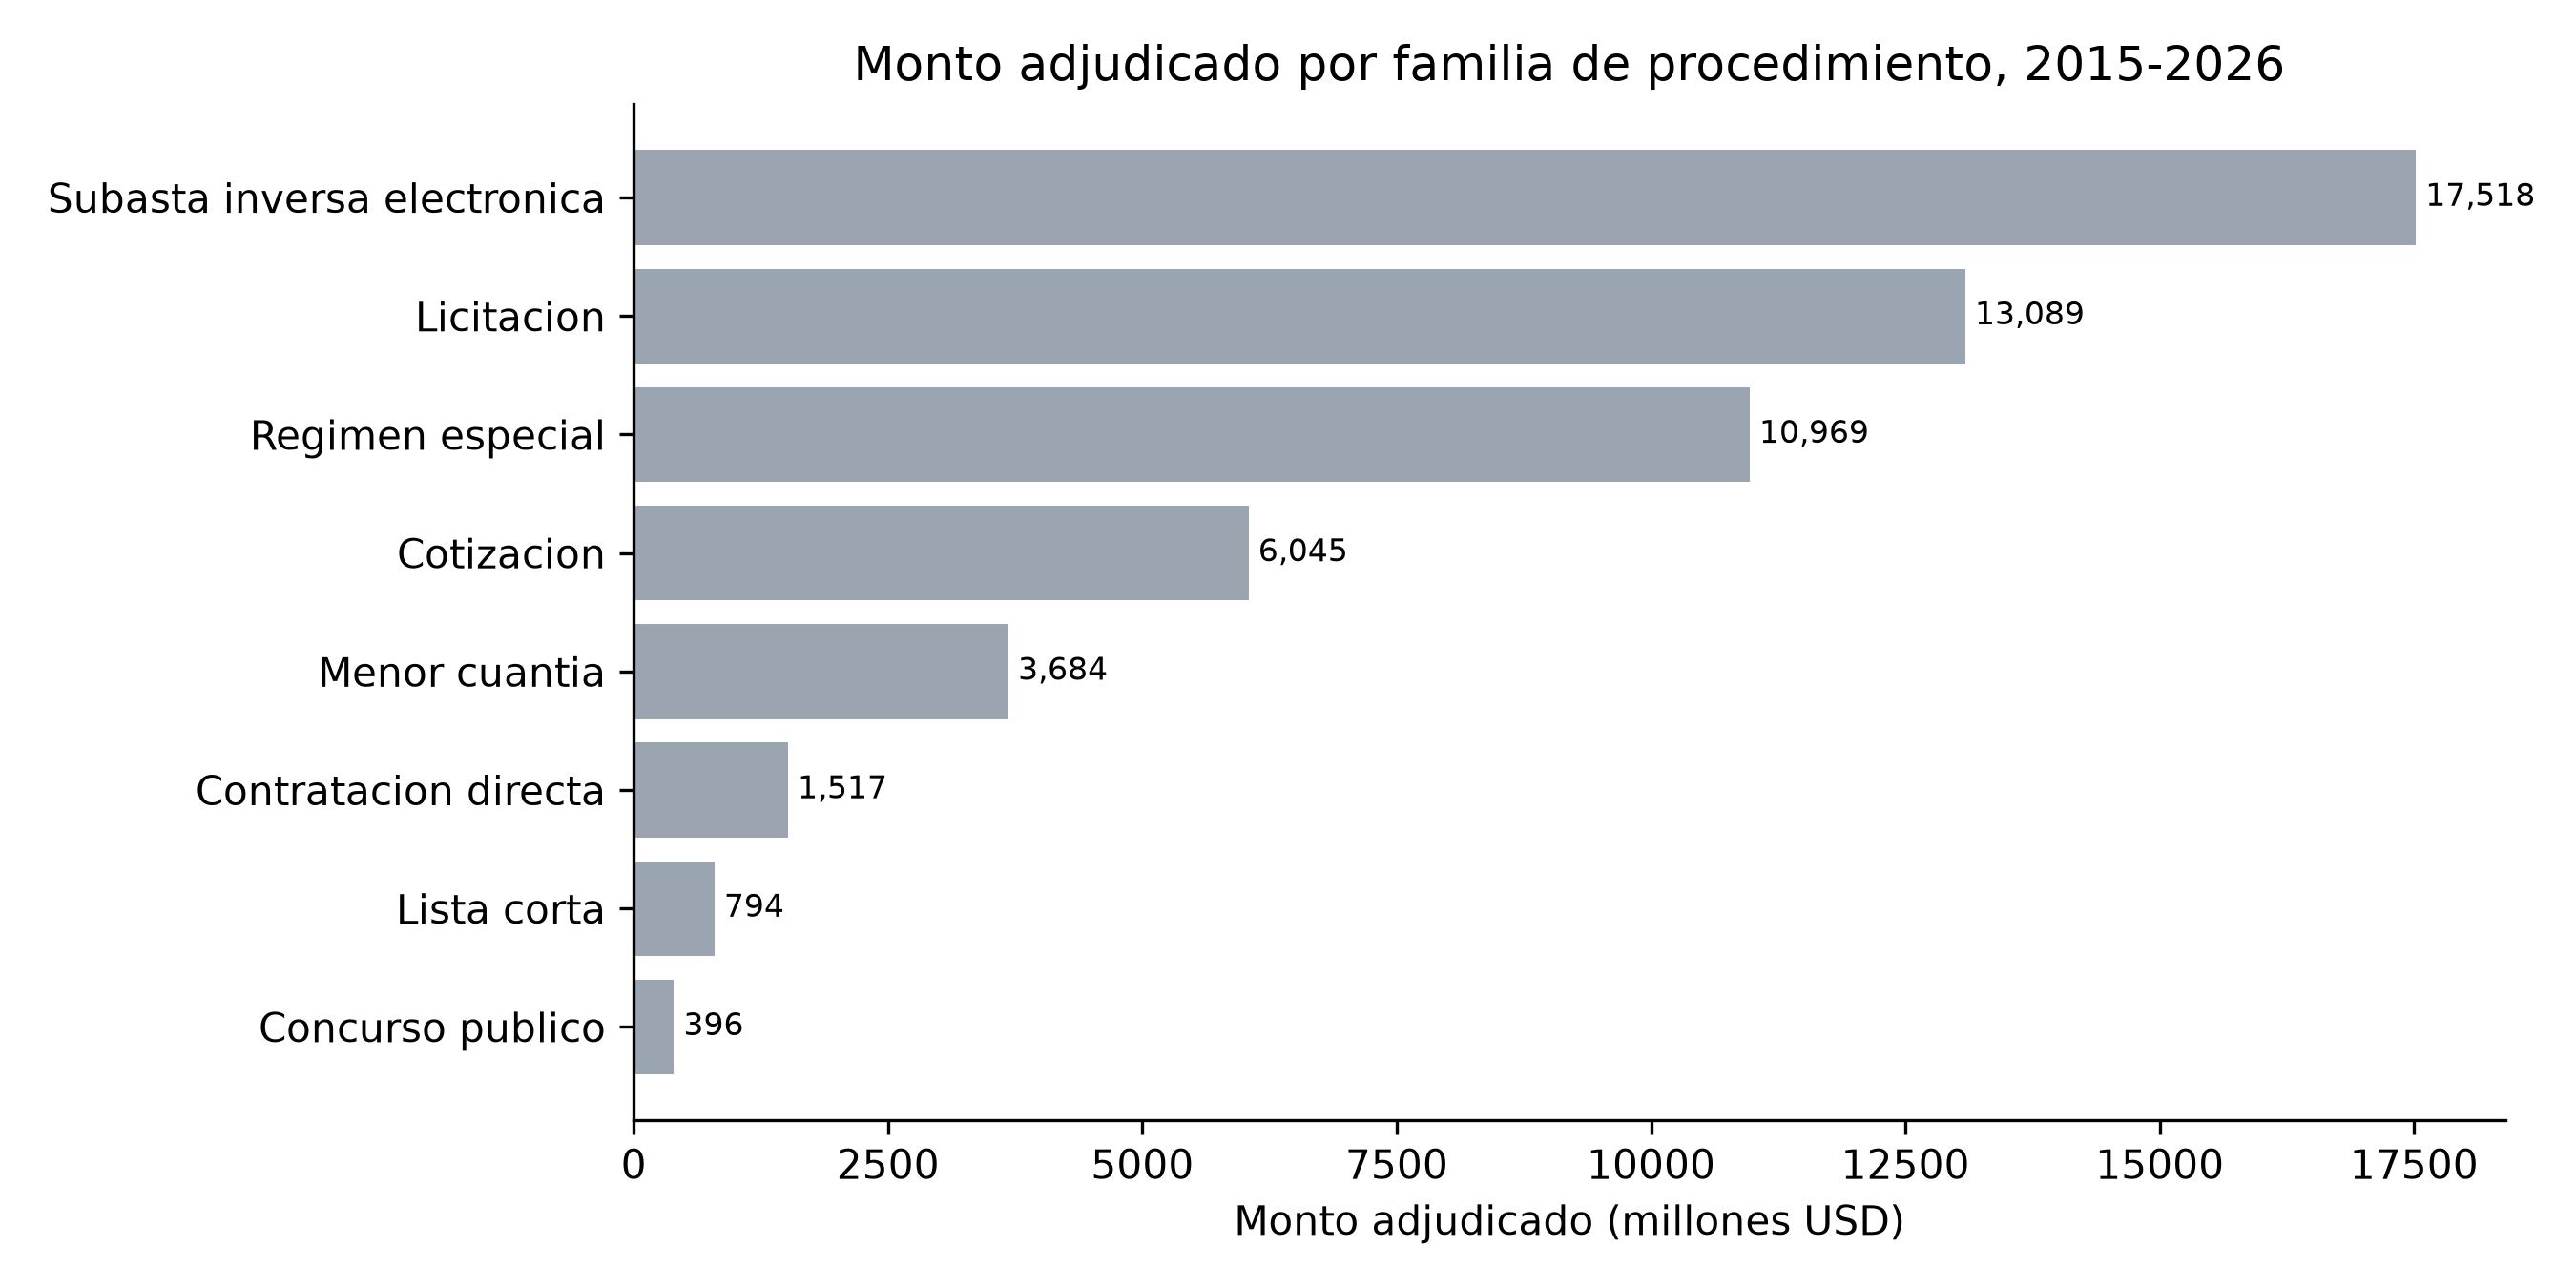 Monto adjudicado por familia de procedimiento, 2015-2026
Subasta inversa electronica 17,518
Licitacion 13,089
Regimen especial 10,969
Cotizacion 6,045
Menor cuantia 3,684
Contratacion directa 1,517
Lista corta 794
Concurso publico 396
0 2500 5000 7500 10000 12500 15000 17500
Monto adjudicado (millones USD)